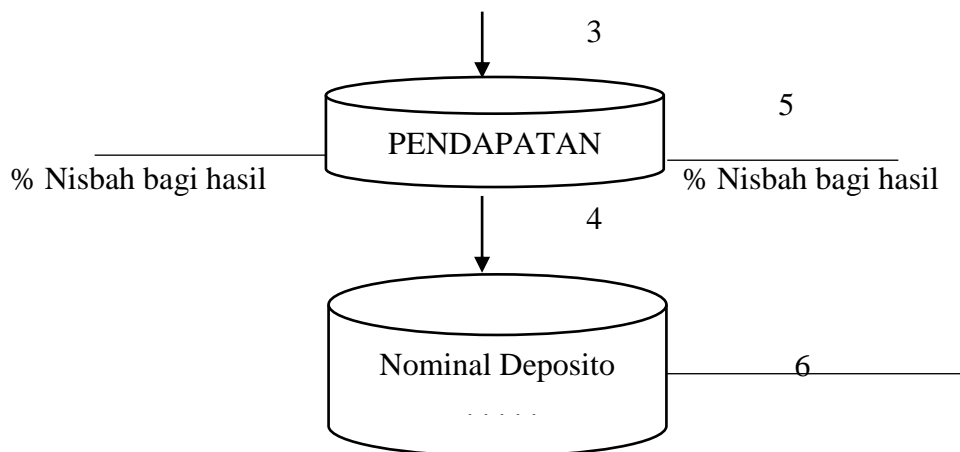 3
5
PENDAPATAN
% Nisbah bagi hasil
% Nisbah bagi hasil
4
Nominal Deposito
6